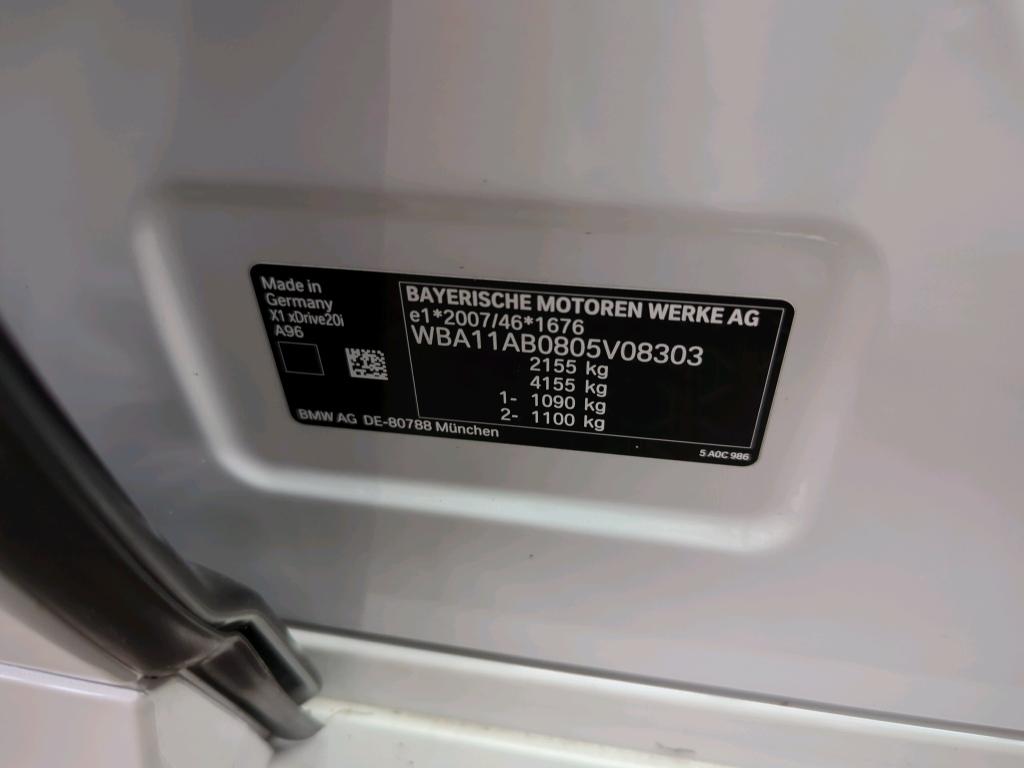 Made in
Germany
X1 xDrive20i
A96
BAYERISCHE MOTOREN WERKE AG
e1*2007/46*1676
WBA11AB0805V08303
2155 kg
4155 kg
1- 1090 kg
2- 1100 kg
BMW AG DE-80788 München
5 A0C 986